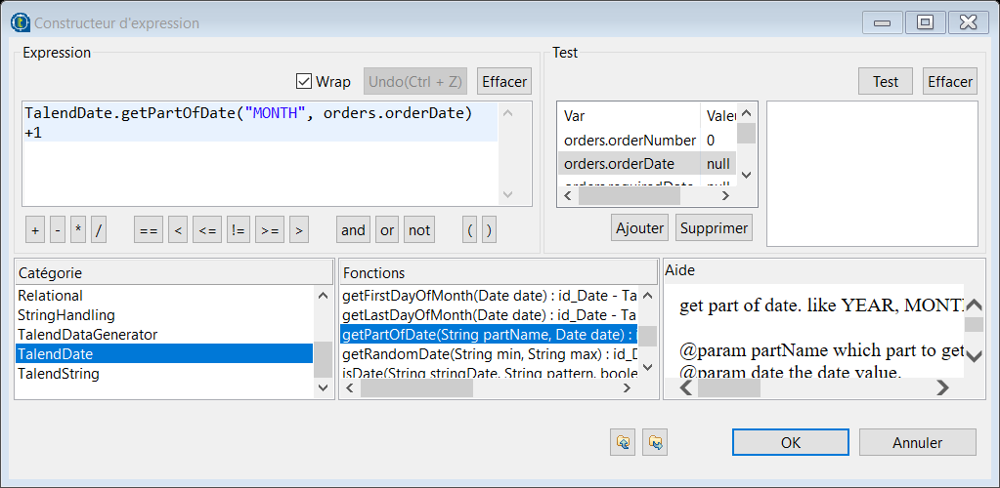 Constructeur d'expression
Expression
Wrap
Undo(Ctrl + Z)
Effacer
TalendDate.getPartOfDate("MONTH", orders.orderDate)
+1
+ - * / == < <= != >= > and or not ( )
Test
Test
Effacer
Var Valeu
orders.orderNumber 0
orders.orderDate null
orders.requiredDate null
Ajouter
Supprimer
Catégorie
Relational
StringHandling
TalendDataGenerator
TalendDate
TalendString
Fonctions
getFirstDayOfMonth(Date date) : id_Date - Ta
getLastDayOfMonth(Date date) : id_Date - Ta
getPartOfDate(String partName, Date date) : i
getRandomDate(String min, String max) : id_D
isDate(String stringDate, String pattern, boole
Aide
get part of date. like YEAR, MONT
@param partName which part to get
@param date the date value.
OK
Annuler